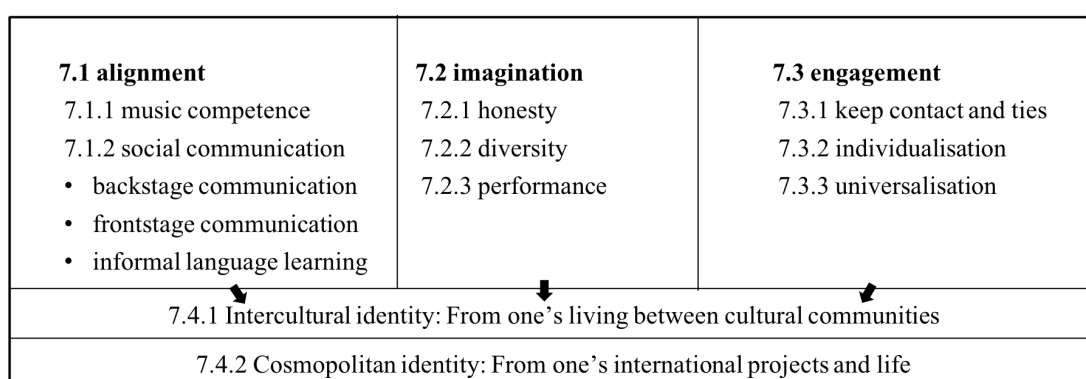 7.1 alignment
7.1.1 music competence
7.1.2 social communication
• backstage communication
• frontstage communication
• informal language learning
7.2 imagination
7.2.1 honesty
7.2.2 diversity
7.2.3 performance
7.3 engagement
7.3.1 keep contact and ties
7.3.2 individualisation
7.3.3 universalisation
7.4.1 Intercultural identity: From one’s living between cultural communities
7.4.2 Cosmopolitan identity: From one’s international projects and life